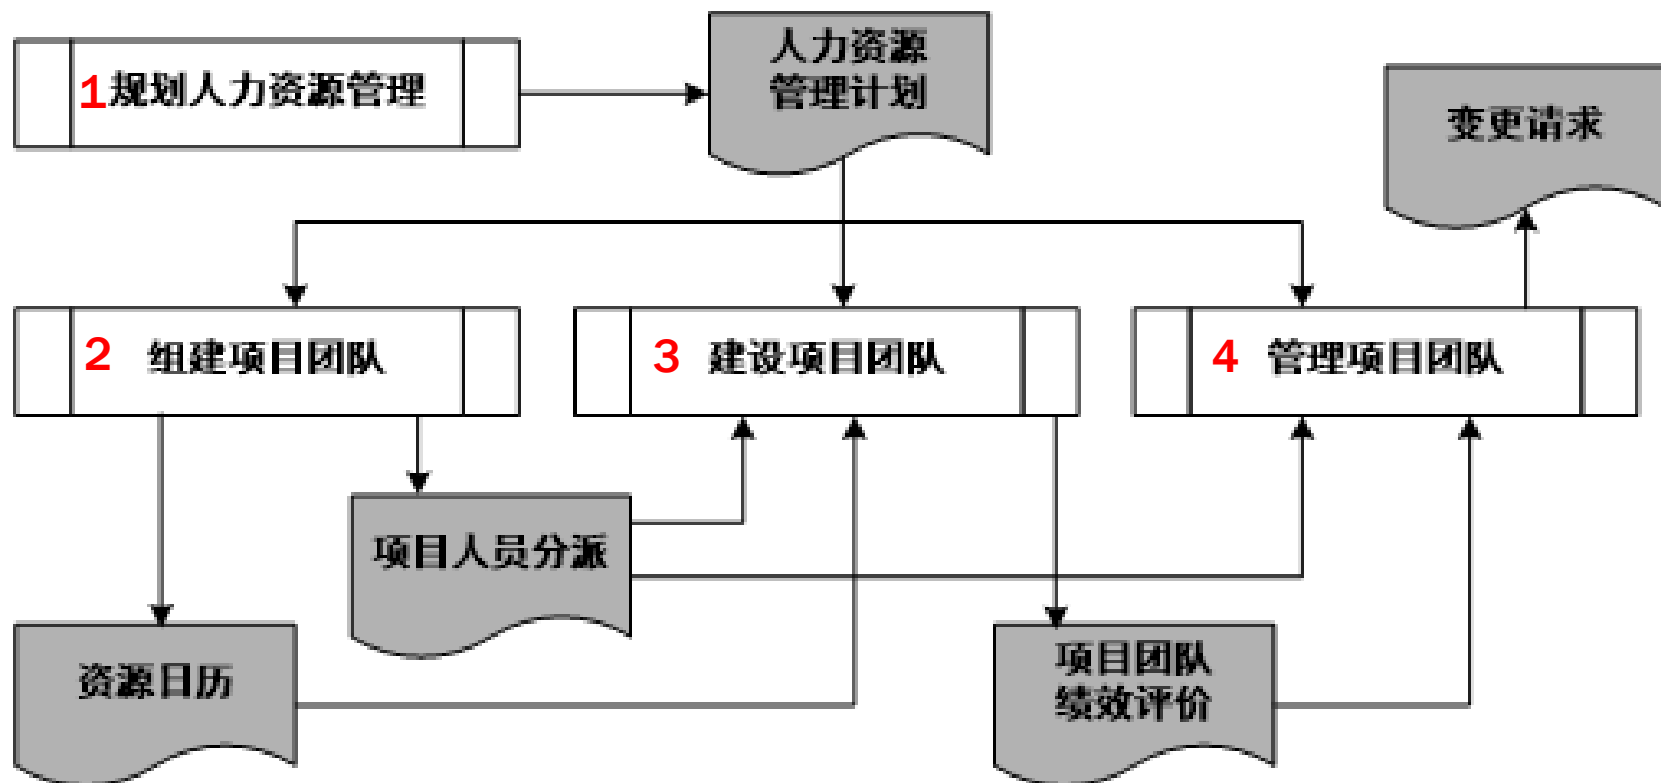 1规划人力资源管理
人力资源
管理计划
变更请求
2 组建项目团队
3 建设项目团队
4 管理项目团队
项目人员分派
资源日历
项目团队
绩效评价